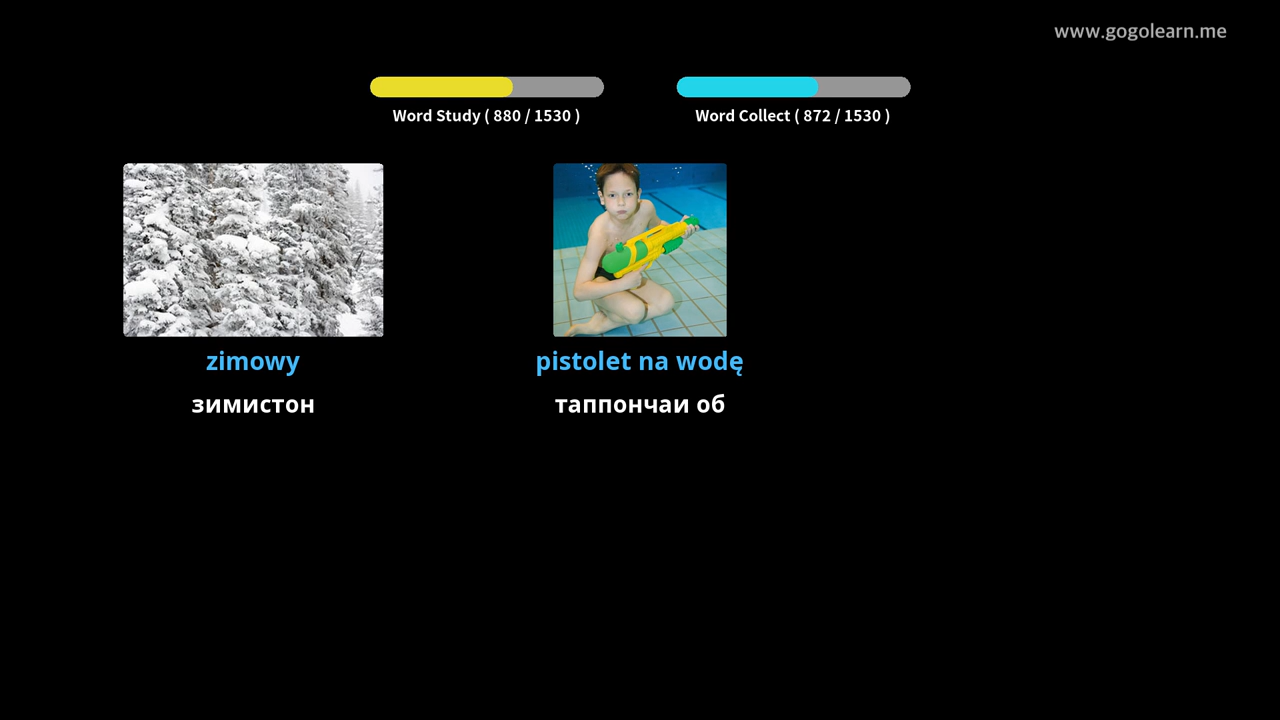 www.gogolearn.me
Word Study ( 880 / 1530 )
Word Collect ( 872 / 1530 )
zimowy
зимистон
pistolet na wodę
таппончаи об